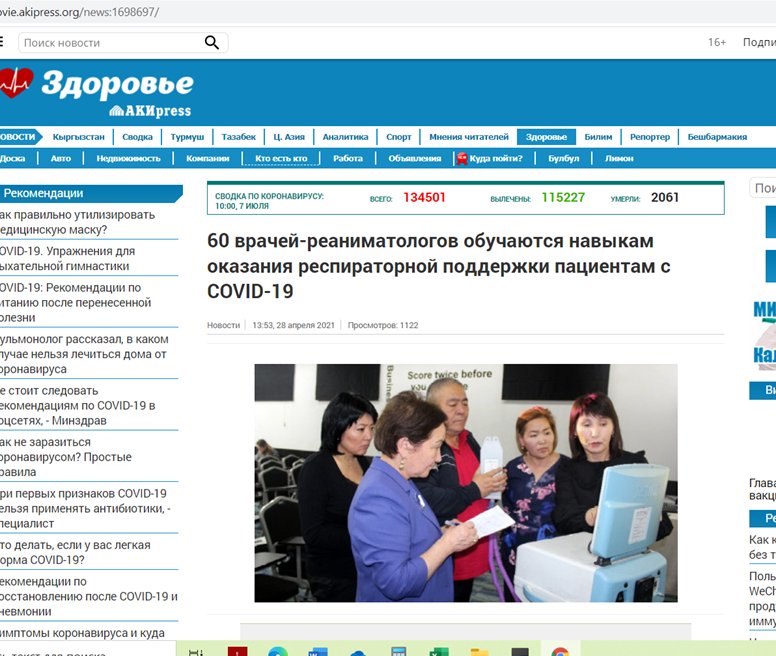 ovie.akipress.org/news:1698697/
Поиск новости
16+
Здоровье
АКИpress
Кыргызстан Сводка Турмуш Тазабек Ц. Азия Аналитика Спорт Мнения читателей Здоровье Билим Репортер Бешбармакия
Авто Недвижимость Компании Кто есть кто Работа Объявления Куда пойти? Булбул Лимон
Рекомендации
ак правильно утилизировать
едицинскую маску?
OVID-19. Упражнения для
ыхательной гимнастики
OVID-19: Рекомендации по
итанию после перенесенной
олезни
ульмонолог рассказал, в каком
лучае нельзя лечиться дома от
оронавируса
е стоит следовать
екомендациям по COVID-19 в
оцсетях, - Минздрав
ак не заразиться
оронавирусом? Простые
равила
ри первых признаков COVID-19
ельзя применять антибиотики, -
пециалист
то делать, если у вас легкая
орма COVID-19?
екомендации по
осстановлению после COVID-19 и
невмонии
имптомы коронавируса и куда
СВОДКА ПО КОРОНАВИРУСУ:
10:00, 7 ИЮЛЯ
ВСЕГО: 134501 ВЫЛЕЧЕНЫ: 115227 УМЕРЛИ: 2061
60 врачей-реаниматологов обучаются навыкам
оказания респираторной поддержки пациентам с
COVID-19
Новости 13:53, 28 апреля 2021 Просмотров: 1122
Score twice before
you
Business
Глава
вакц
Как к
без т
Поль
WeCh
прод
имму